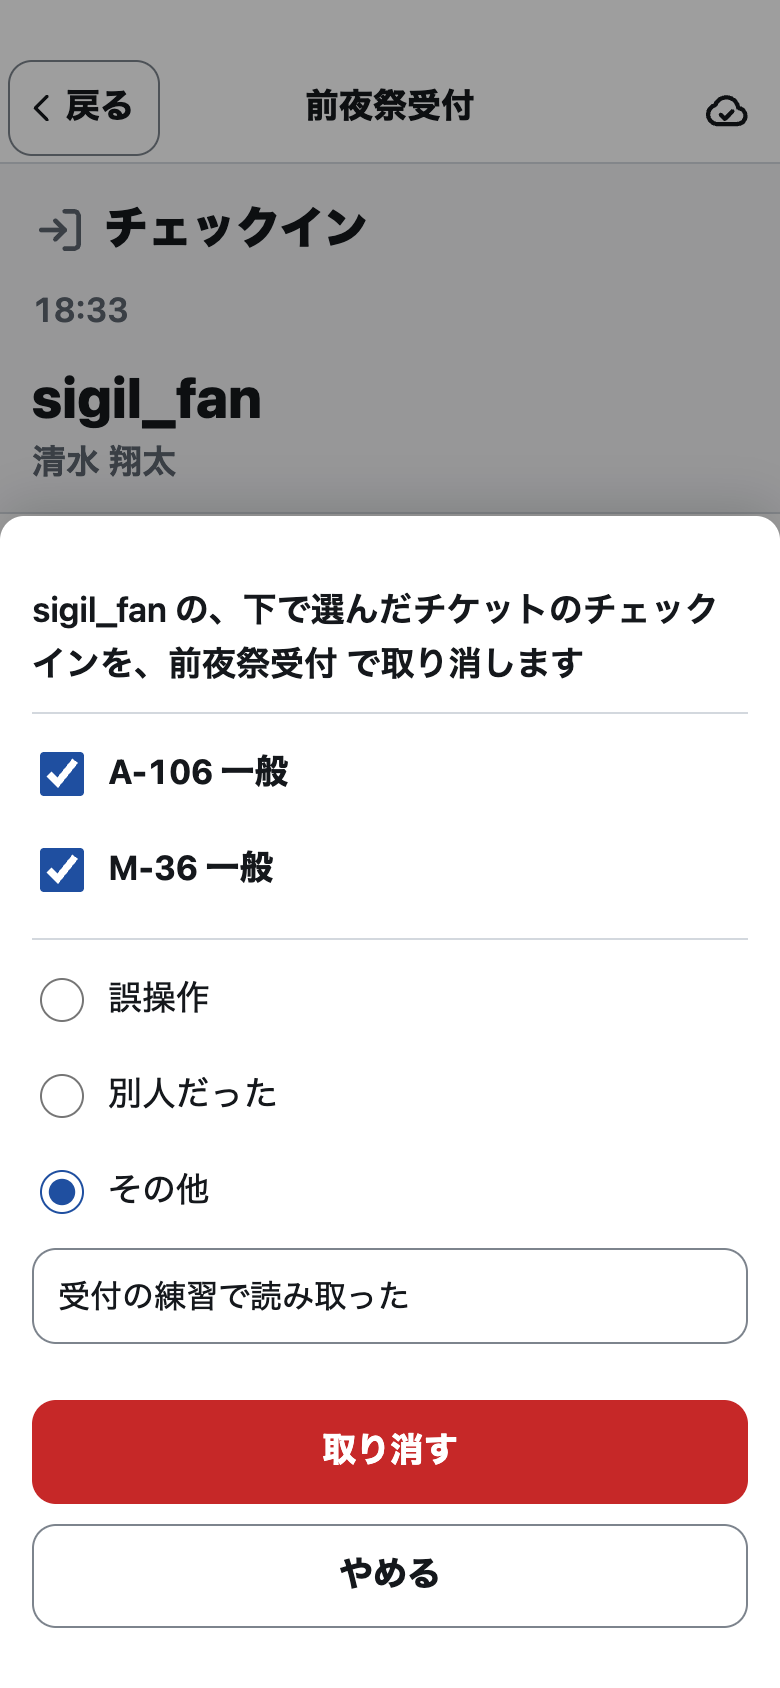 戻る
前夜祭受付
チェックイン
18:33
sigil_fan
清水 翔太
sigil_fan の、下で選んだチケットのチェック
インを、前夜祭受付 で取り消します
A-106 一般
M-36 一般
誤操作
別人だった
その他
受付の練習で読み取った
取り消す
やめる